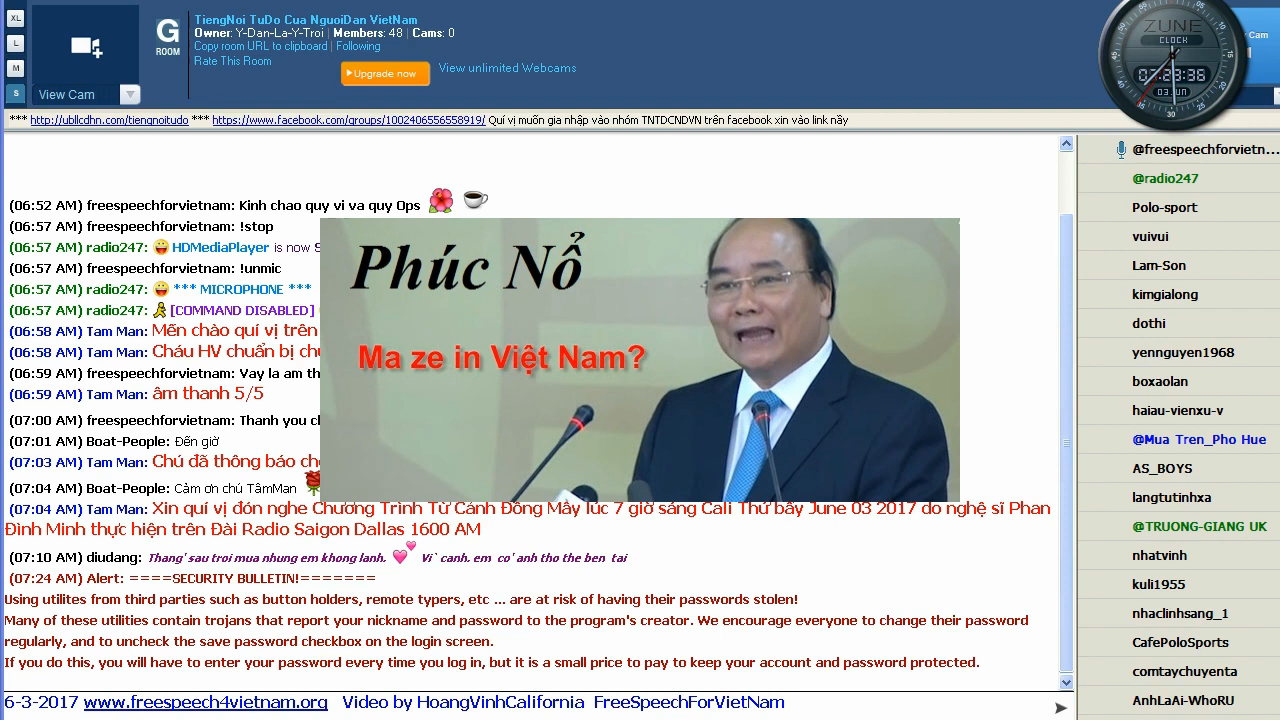 XL
L
M
S
View Cam
G
ROOM
TiengNoi TuDo Cua NguoiDan VietNam
Owner: Y-Dan-La-Y-Troi | Members: 48 | Cams: 0
Copy room URL to clipboard | Following
Rate This Room
Upgrade now
View unlimited Webcams
ZUNE
CLOCK
07:23:36
03.JUN
Cam
*** http://ubllcdhn.com/tiengnoitudo *** https://www.facebook.com/groups/1002406556558919/ Quí vị muốn gia nhập vào nhóm TNTDCNDVN trên facebook xin vào link nầy
(06:52 AM) freespeechforvietnam: Kinh chao quy vi va quy Ops
(06:57 AM) freespeechforvietnam: !stop
(06:57 AM) radio247: HDMediaPlayer is now S
(06:57 AM) freespeechforvietnam: !unmic
(06:57 AM) radio247: *** MICROPHONE ***
(06:57 AM) radio247: [COMMAND DISABLED]
(06:58 AM) Tam Man: Mến chào quí vị trên
(06:58 AM) Tam Man: Cháu HV chuẩn bị
(06:59 AM) freespeechforvietnam: Vay la am
(06:59 AM) Tam Man: âm thanh 5/5
(07:00 AM) freespeechforvietnam: Thank you
(07:01 AM) Boat-People: Đến giờ
(07:03 AM) Tam Man: Chú đã thông báo
(07:04 AM) Boat-People: Cảm ơn chú TâmMan
(07:04 AM) Tam Man: Xin quí vị đón nghe Chương Trình Từ Cánh Đồng Mầy lúc 7 giờ sáng Cali Thứ bẩy June 03 2017 do nghệ sĩ Phan
Đình Minh thực hiện trên Đài Radio Saigon Dallas 1600 AM
(07:10 AM) diudang: Thang' sau troi mua nhung em khong lanh. Vi` canh. em co' anh tho the ben tai
(07:24 AM) Alert: ====SECURITY BULLETIN!=======
Using utilites from third parties such as button holders, remote typers, etc ... are at risk of having their passwords stolen!
Many of these utilities contain trojans that report your nickname and password to the program's creator. We encourage everyone to change their password
regularly, and to uncheck the save password checkbox on the login screen.
If you do this, you will have to enter your password every time you log in, but it is a small price to pay to keep your account and password protected.
Phúc Nổ
Ma ze in Việt Nam?
@freespeechforvietn...
@radio247
Polo-sport
vuivui
Lam-Son
kimgialong
dothi
yennguyen1968
boxaolan
haiau-vienxu-v
@Mua Tren_Pho Hue
AS_BOYS
langtutinhxa
@TRUONG-GIANG UK
nhatvinh
kuli1955
nhaclinhsang_1
CafePoloSports
comtaychuyenta
AnhLaAi-WhoRU
6-3-2017 www.freespeech4vietnam.org Video by HoangVinhCalifornia FreeSpeechForVietNam